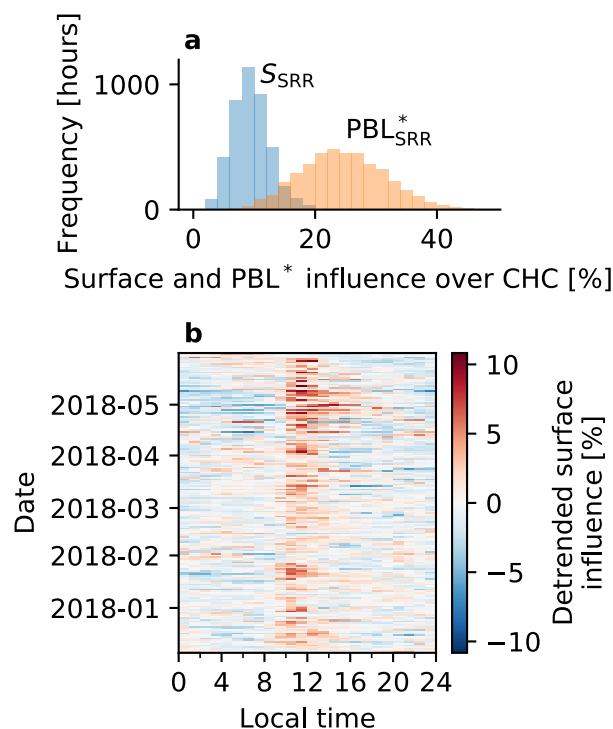 a
Frequency [hours]
1000
0
S_SRR
PBL*_SRR
0 20 40
Surface and PBL* influence over CHC [%]
b
Date
2018-05
2018-04
2018-03
2018-02
2018-01
0 4 8 12 16 20 24
Local time
10
5
0
−5
−10
Detrended surface
influence [%]